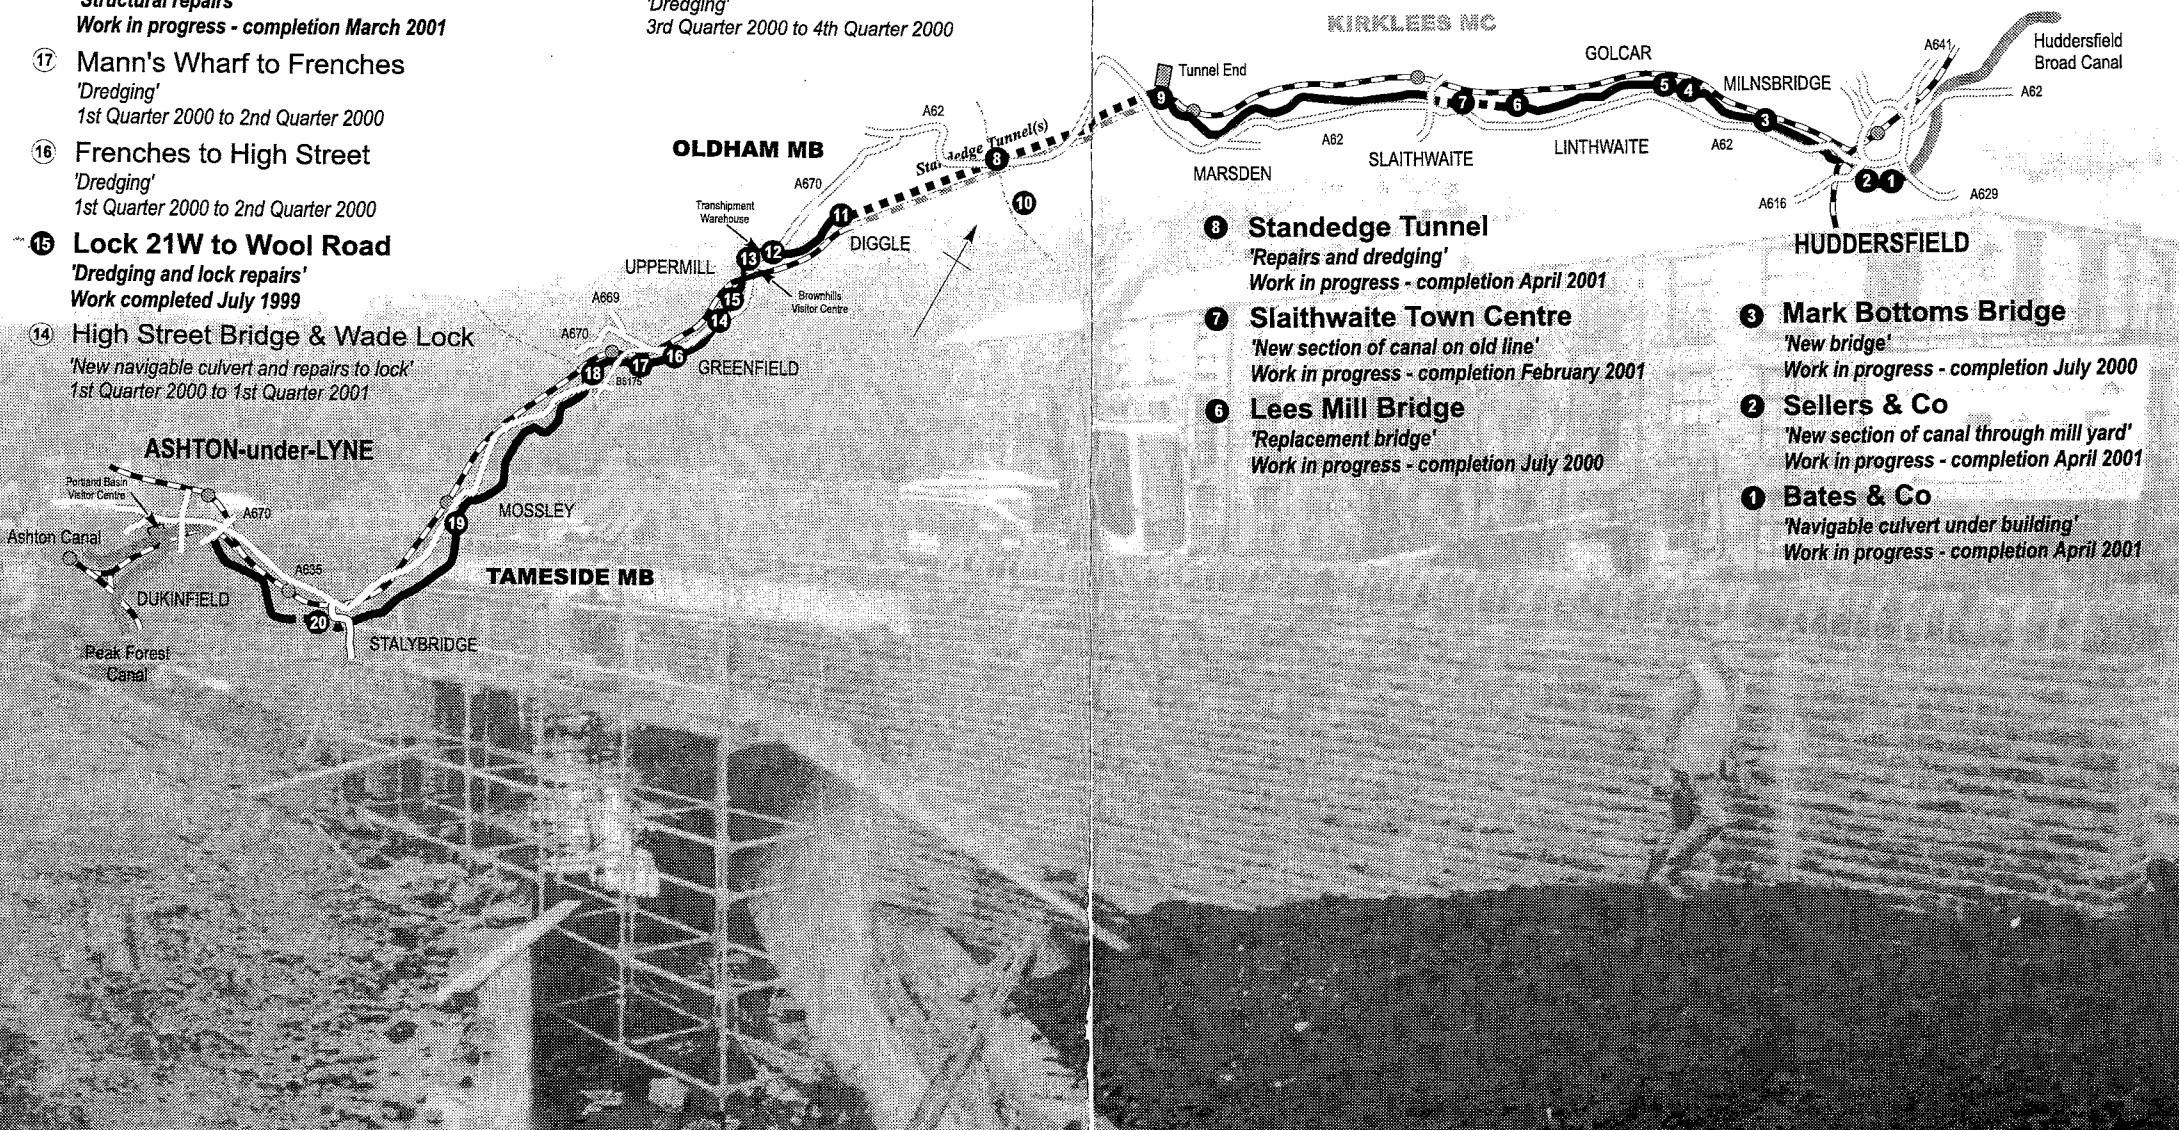 'Structural repairs'
Work in progress - completion March 2001
17 Mann's Wharf to Frenches
'Dredging'
1st Quarter 2000 to 2nd Quarter 2000
16 Frenches to High Street
'Dredging'
1st Quarter 2000 to 2nd Quarter 2000
15 Lock 21W to Wool Road
'Dredging and lock repairs'
Work completed July 1999
14 High Street Bridge & Wade Lock
'New navigable culvert and repairs to lock'
1st Quarter 2000 to 1st Quarter 2001
'Dredging'
3rd Quarter 2000 to 4th Quarter 2000
KIRKLEES MC
Tunnel End
GOLCAR
MILNSBRIDGE
A641
Huddersfield
Broad Canal
A62
A62
OLDHAM MB
Standedge Tunnel(s)
A670
Transhipment
Warehouse
9
7
6
5
4
3
2
1
8
10
11
12
13
A62
SLAITHWAITE
LINTHWAITE
A62
MARSDEN
A616
A629
HUDDERSFIELD
DIGGLE
UPPERMILL
Brownhills
Visitor Centre
A669
A670
15
14
16
17
18
B6175
GREENFIELD
8 Standedge Tunnel
'Repairs and dredging'
Work in progress - completion April 2001
7 Slaithwaite Town Centre
'New section of canal on old line'
Work in progress - completion February 2001
6 Lees Mill Bridge
'Replacement bridge'
Work in progress - completion July 2000
3 Mark Bottoms Bridge
'New bridge'
Work in progress - completion July 2000
2 Sellers & Co
'New section of canal through mill yard'
Work in progress - completion April 2001
1 Bates & Co
'Navigable culvert under building'
Work in progress - completion April 2001
ASHTON-under-LYNE
Portland Basin
Visitor Centre
A670
Ashton Canal
MOSSLEY
19
A635
TAMESIDE MB
DUKINFIELD
20
STALYBRIDGE
Peak Forest
Canal